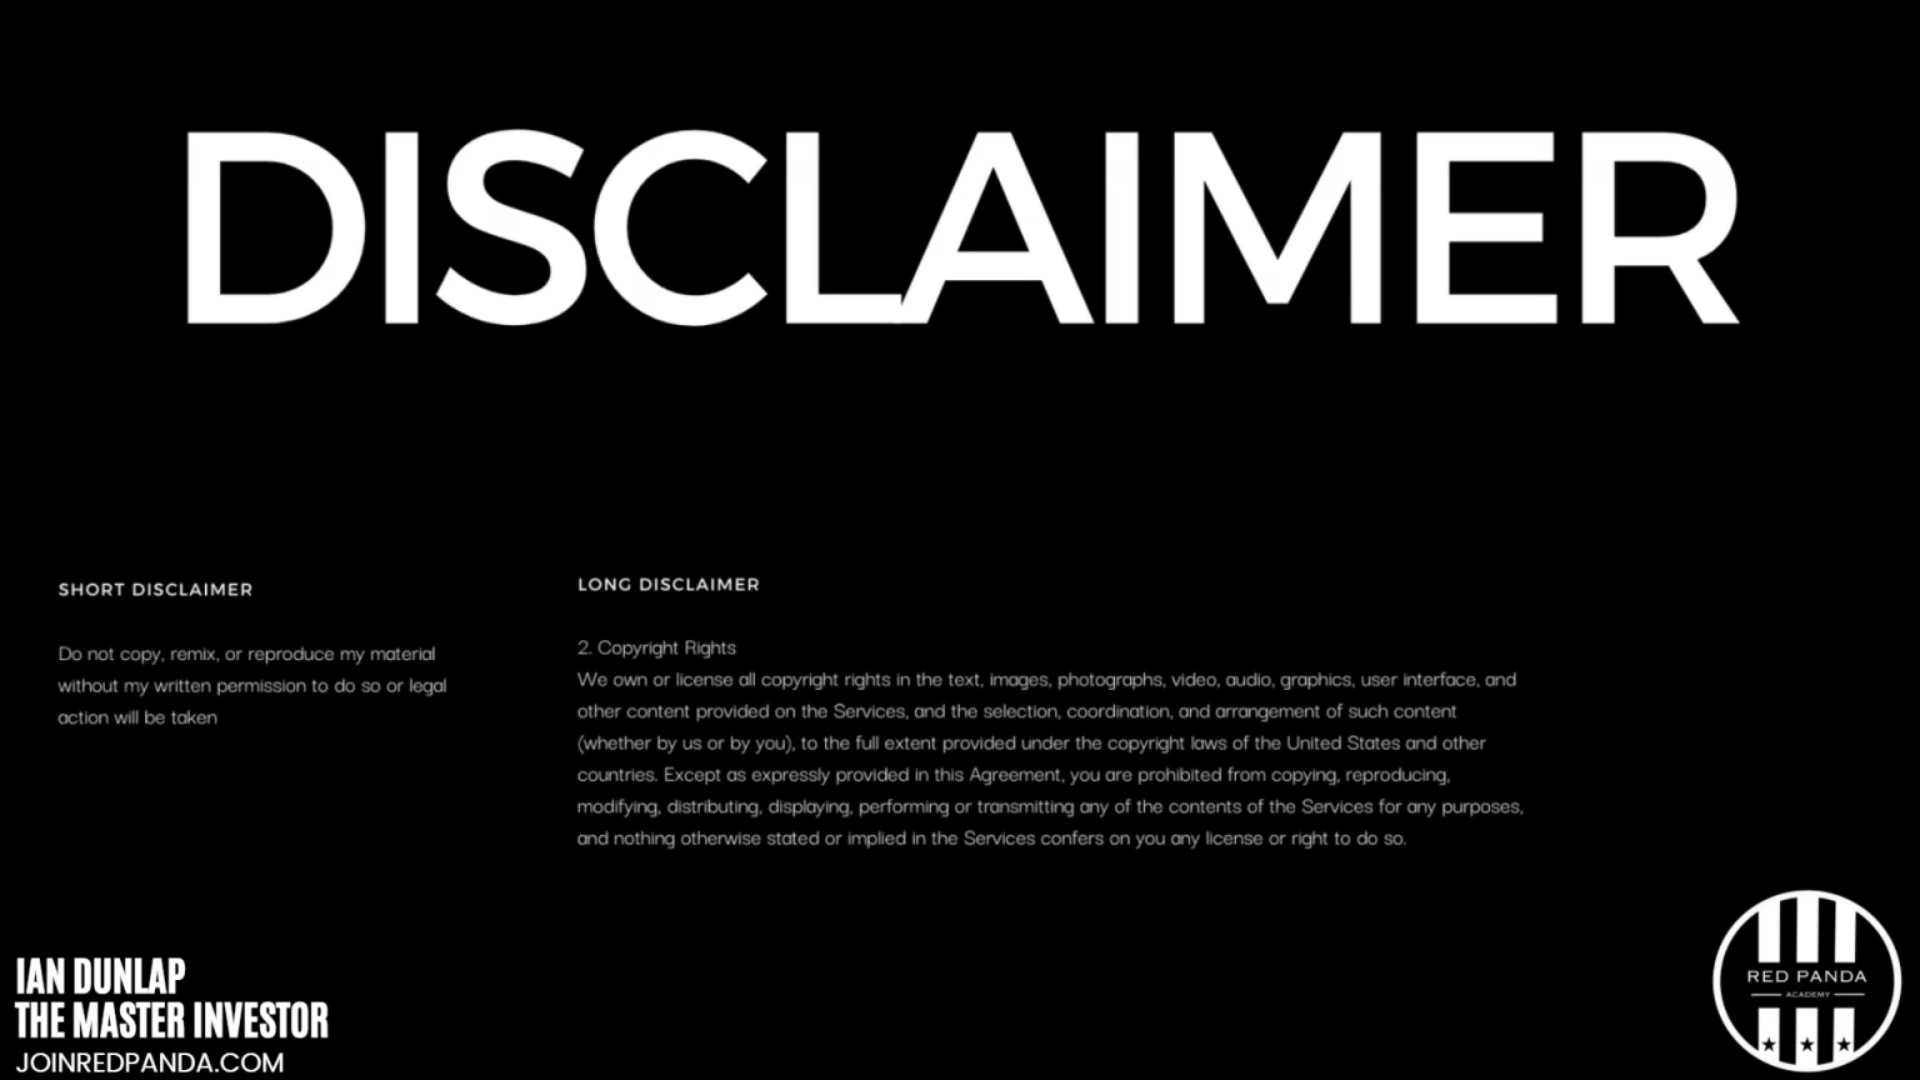 DISCLAIMER
SHORT DISCLAIMER
Do not copy, remix, or reproduce my material
without my written permission to do so or legal
action will be taken
LONG DISCLAIMER
2. Copyright Rights
We own or license all copyright rights in the text, images, photographs, video, audio, graphics, user interface, and
other content provided on the Services, and the selection, coordination, and arrangement of such content
(whether by us or by you), to the full extent provided under the copyright laws of the United States and other
countries. Except as expressly provided in this Agreement, you are prohibited from copying, reproducing,
modifying, distributing, displaying, performing or transmitting any of the contents of the Services for any purposes,
and nothing otherwise stated or implied in the Services confers on you any license or right to do so.
IAN DUNLAP
THE MASTER INVESTOR
JOINREDPANDA.COM
RED PANDA
ACADEMY